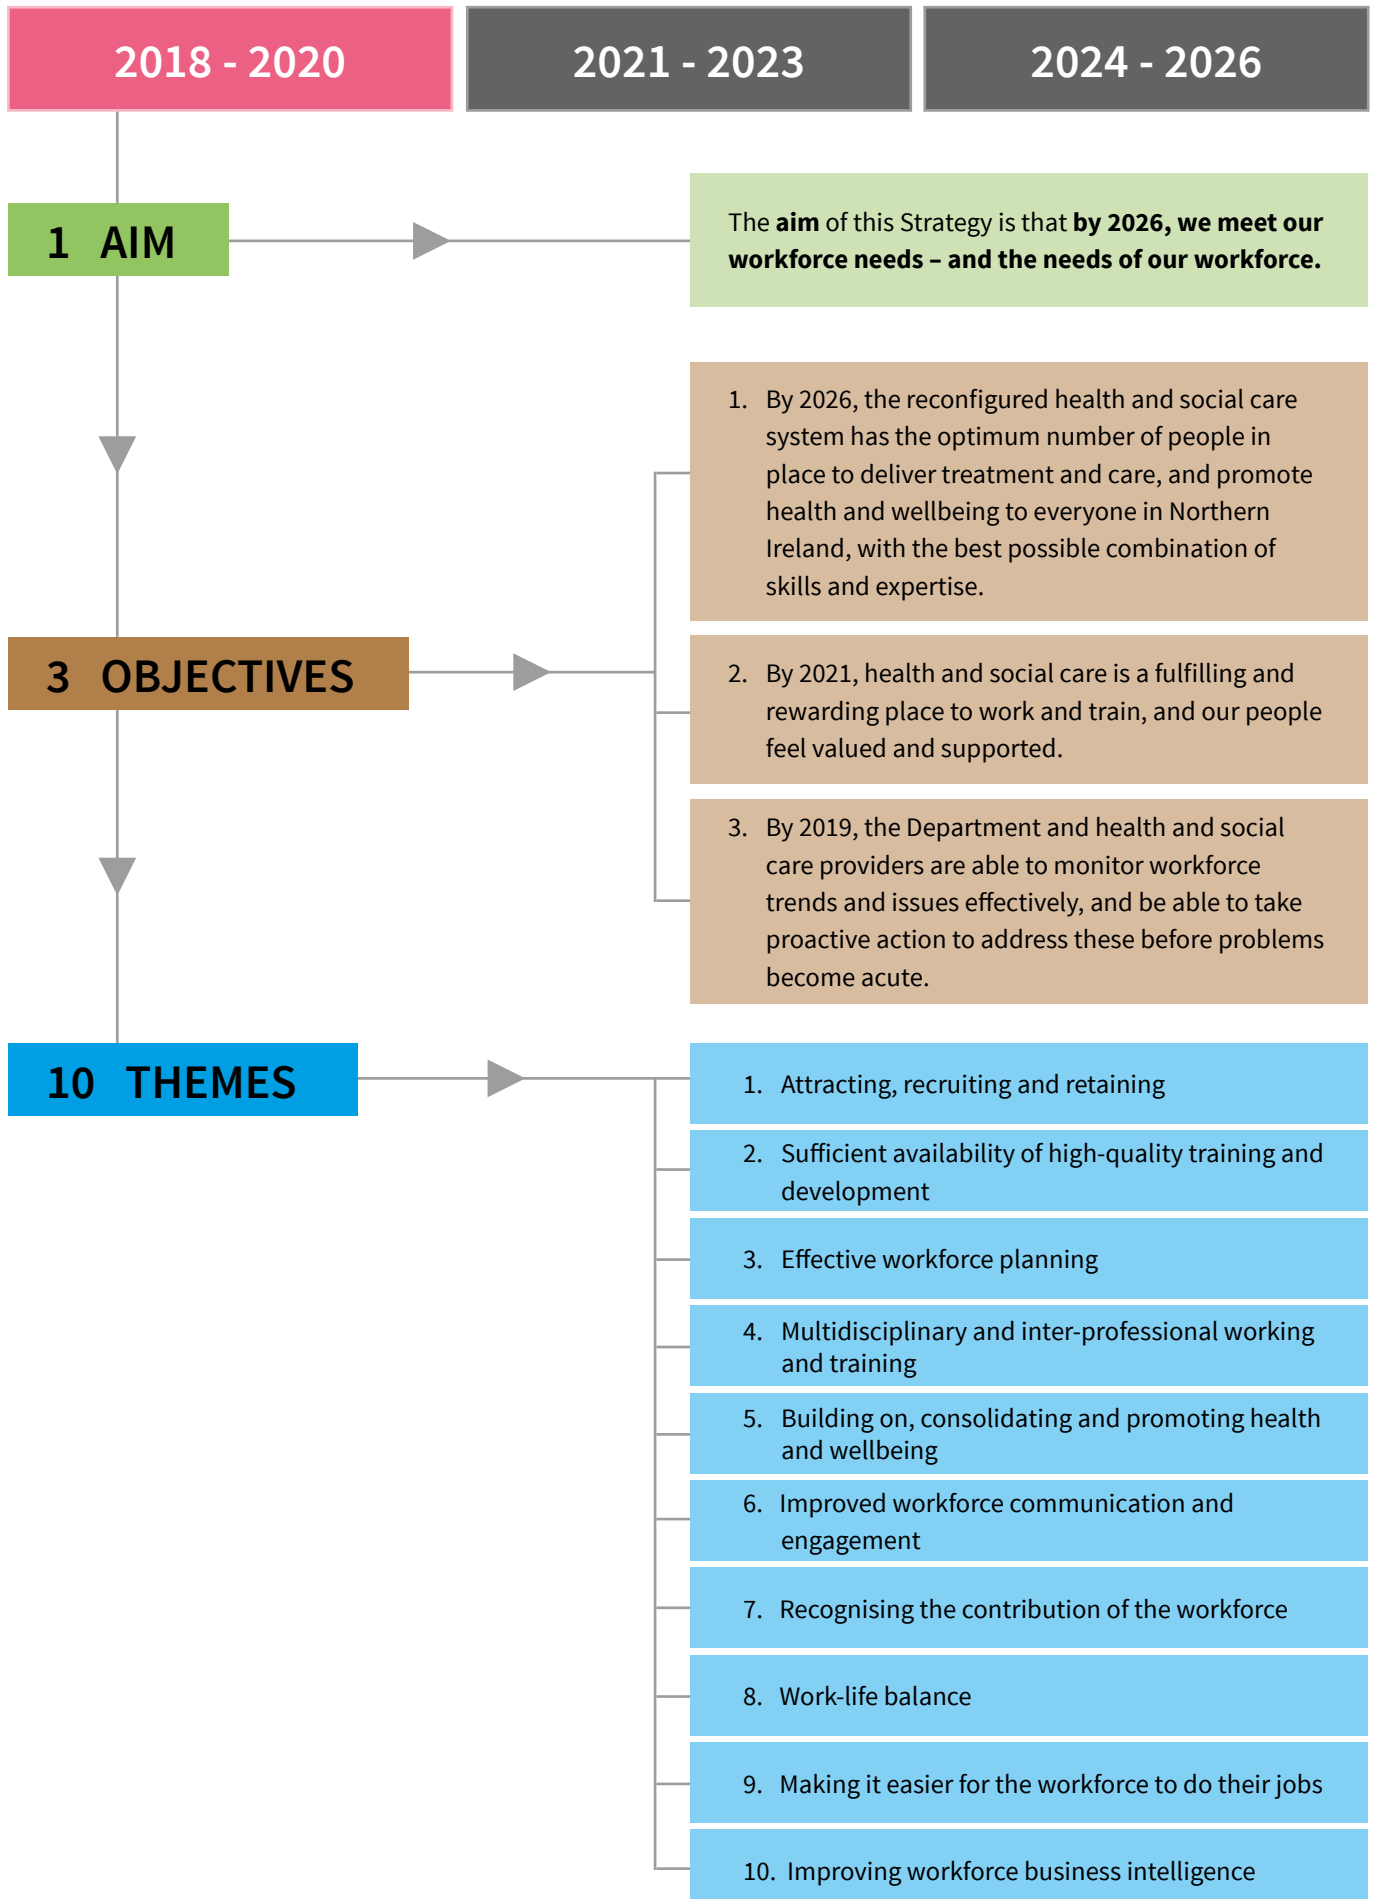 2018 - 2020
2021 - 2023
2024 - 2026
1 AIM
The aim of this Strategy is that by 2026, we meet our
workforce needs – and the needs of our workforce.
3 OBJECTIVES
1. By 2026, the reconfigured health and social care
system has the optimum number of people in
place to deliver treatment and care, and promote
health and wellbeing to everyone in Northern
Ireland, with the best possible combination of
skills and expertise.
2. By 2021, health and social care is a fulfilling and
rewarding place to work and train, and our people
feel valued and supported.
3. By 2019, the Department and health and social
care providers are able to monitor workforce
trends and issues effectively, and be able to take
proactive action to address these before problems
become acute.
10 THEMES
1. Attracting, recruiting and retaining
2. Sufficient availability of high-quality training and
development
3. Effective workforce planning
4. Multidisciplinary and inter-professional working
and training
5. Building on, consolidating and promoting health
and wellbeing
6. Improved workforce communication and
engagement
7. Recognising the contribution of the workforce
8. Work-life balance
9. Making it easier for the workforce to do their jobs
10. Improving workforce business intelligence